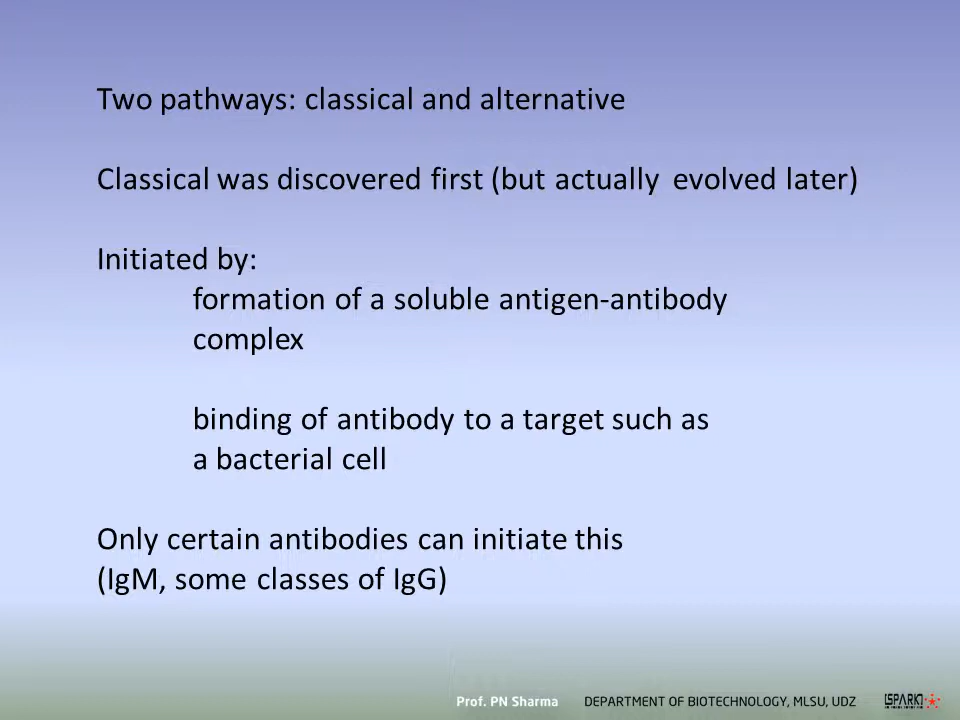 Two pathways: classical and alternative
Classical was discovered first (but actually evolved later)
Initiated by:
formation of a soluble antigen-antibody
complex
binding of antibody to a target such as
a bacterial cell
Only certain antibodies can initiate this
(IgM, some classes of IgG)
Prof. PN Sharma DEPARTMENT OF BIOTECHNOLOGY, MLSU, UDZ SPARK